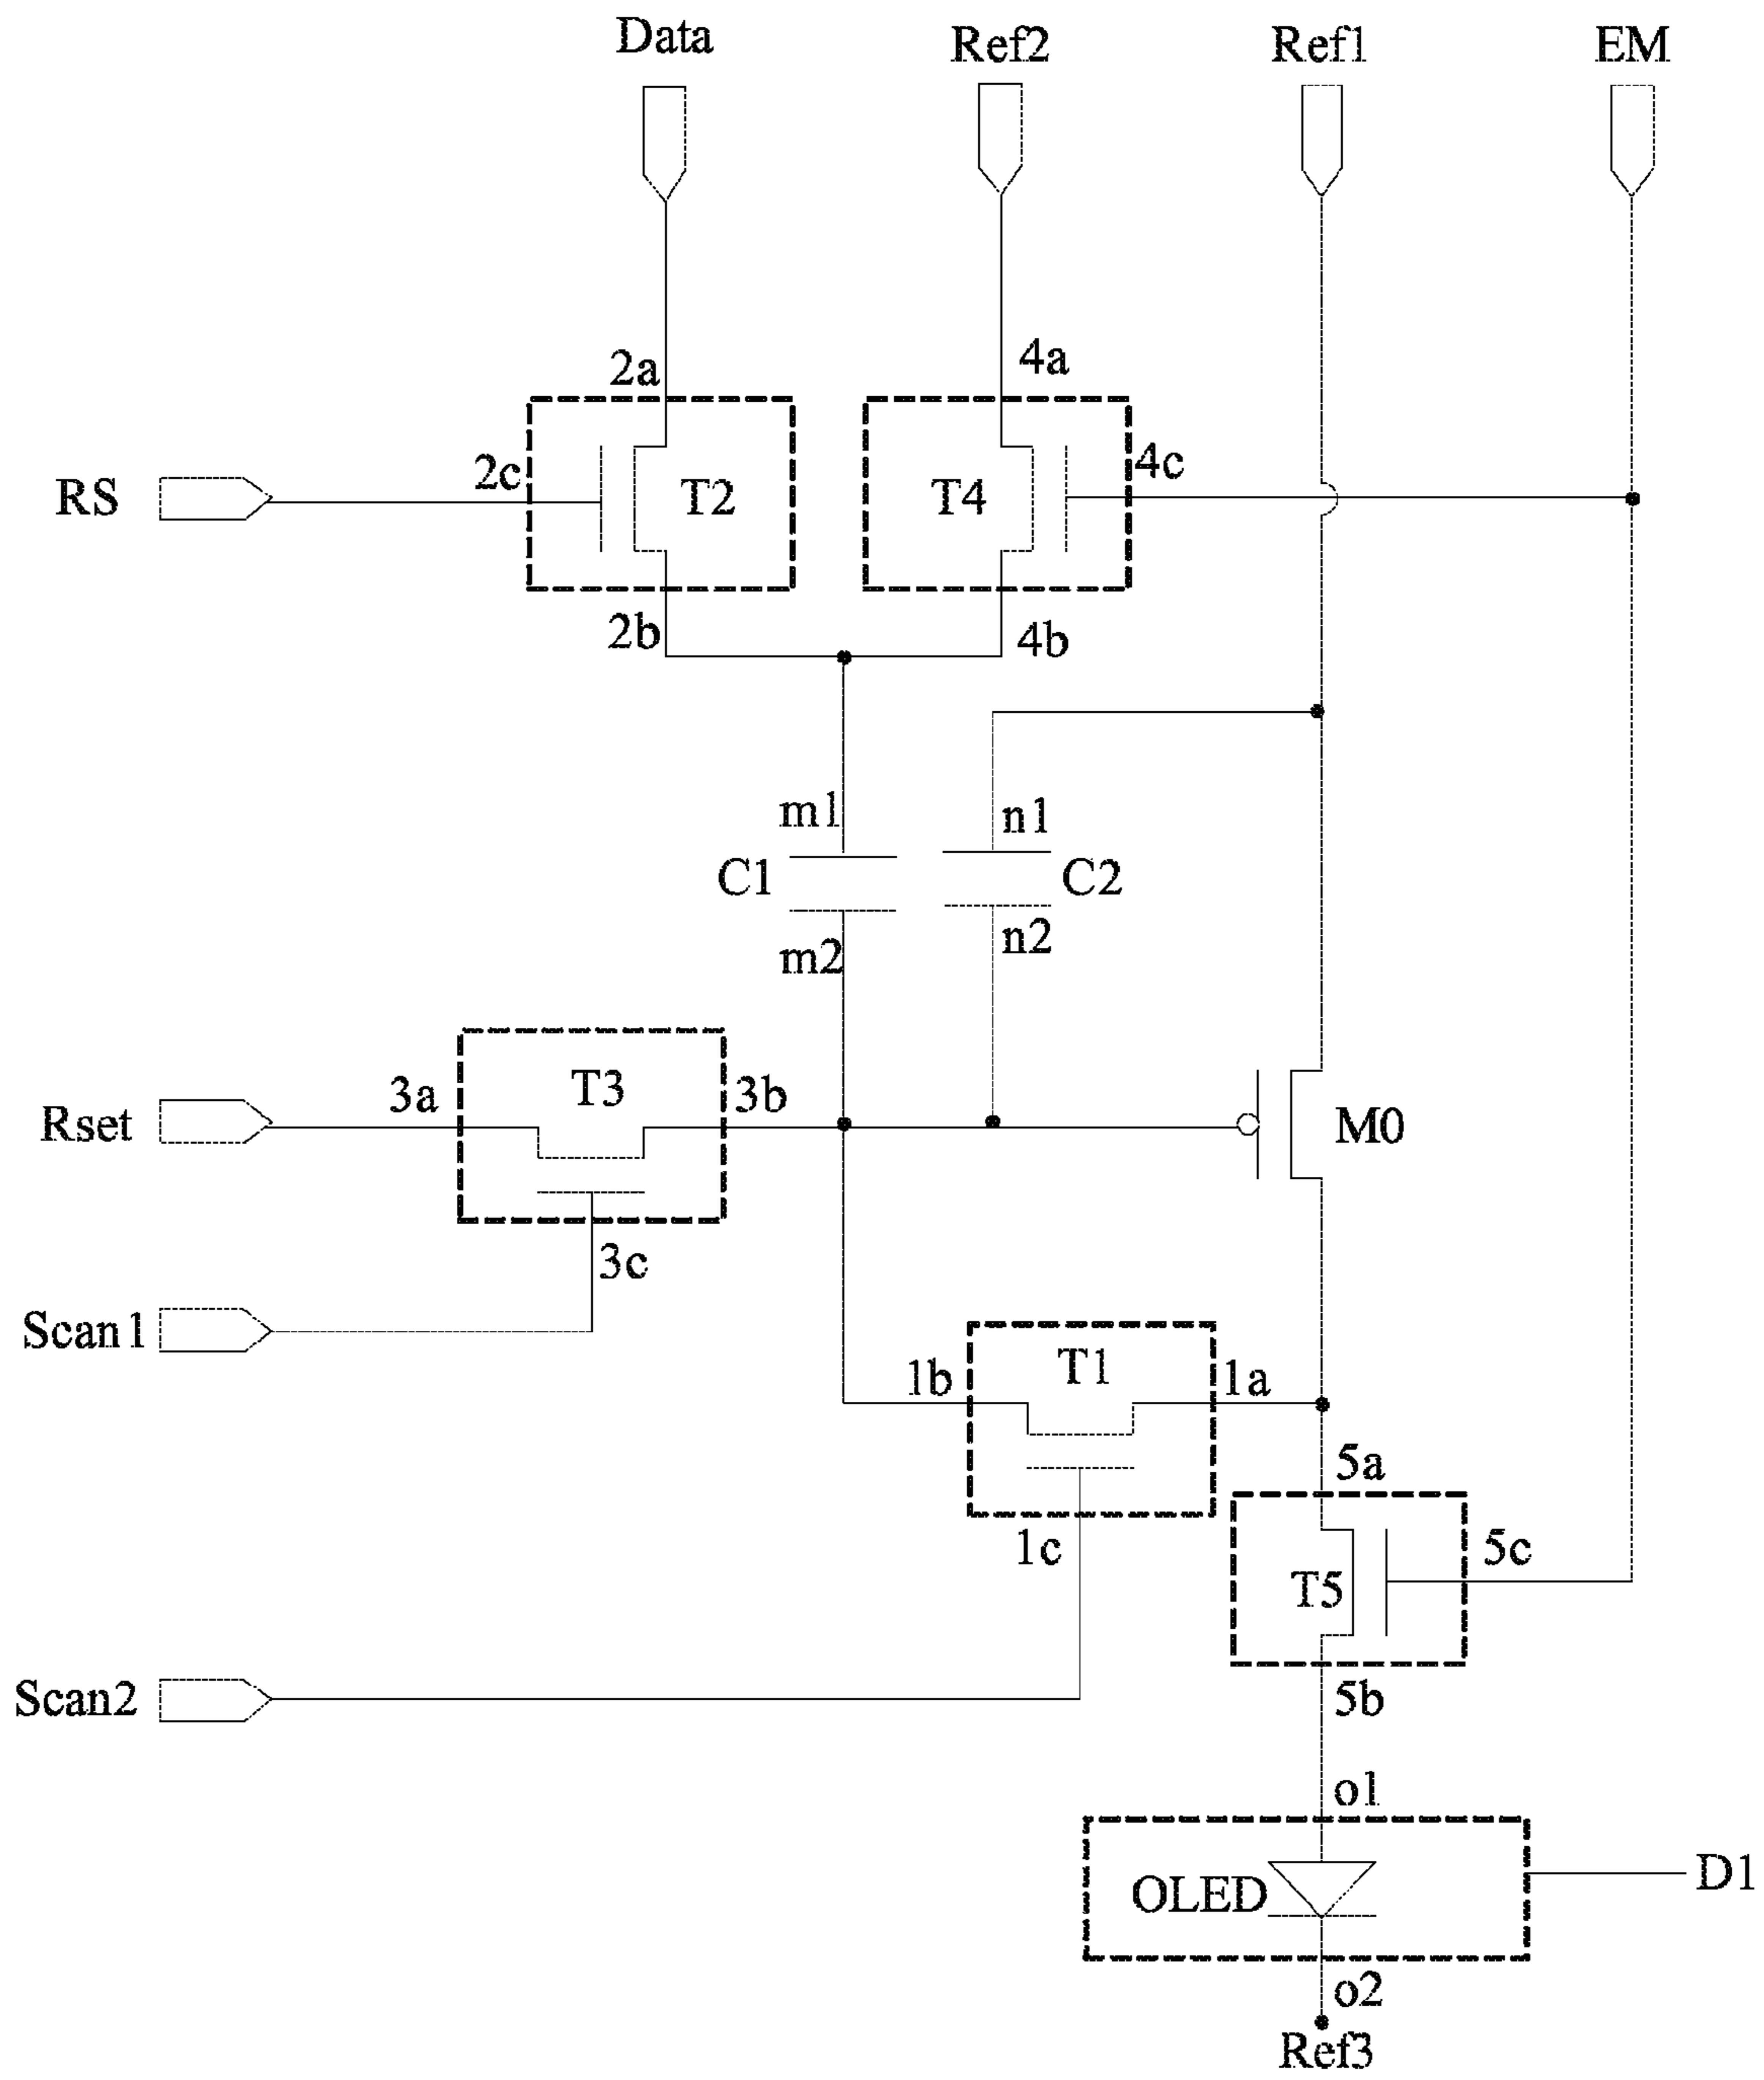 Data Ref2 Ref1 EM
2a 4a
RS 2c T2 T4 4c
2b 4b
m1 n1
C1 C2
m2 n2
Rset 3a T3 3b M0
3c
Scan1
1b T1 1a
5a
1c T5 5c
Scan2 5b
o1
OLED D1
o2
Ref3